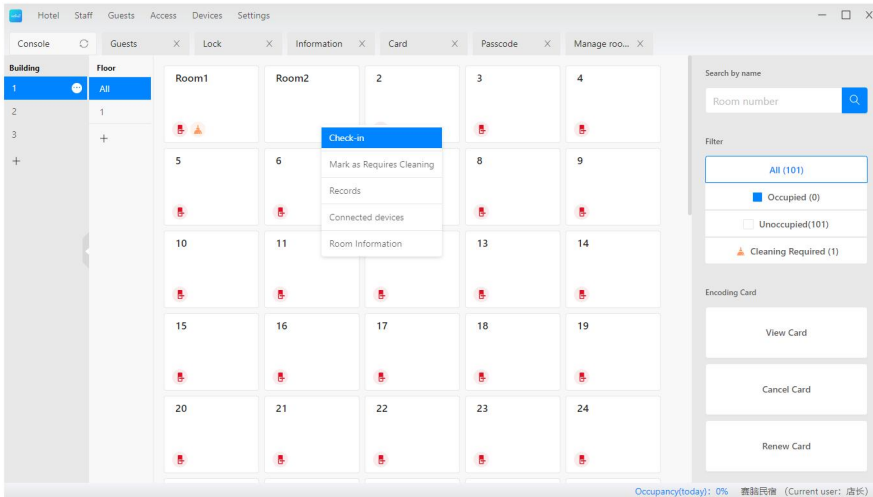 Hotel Staff Guests Access Devices Settings
Console Guests Lock Information Card Passcode Manage roo...
Building
1
2
3
Floor
All
1
Room1 Room2 2 3 4
Check-in
Mark as Requires Cleaning
Records
Connected devices
Room Information
5 6 8 9
10 11 13 14
15 16 17 18 19
20 21 22 23 24
Search by name
Room number
Filter
All (101)
Occupied (0)
Unoccupied(101)
Cleaning Required (1)
Encoding Card
View Card
Cancel Card
Renew Card
Occupancy(today): 0% 赛脑民宿 (Current user: 店长)